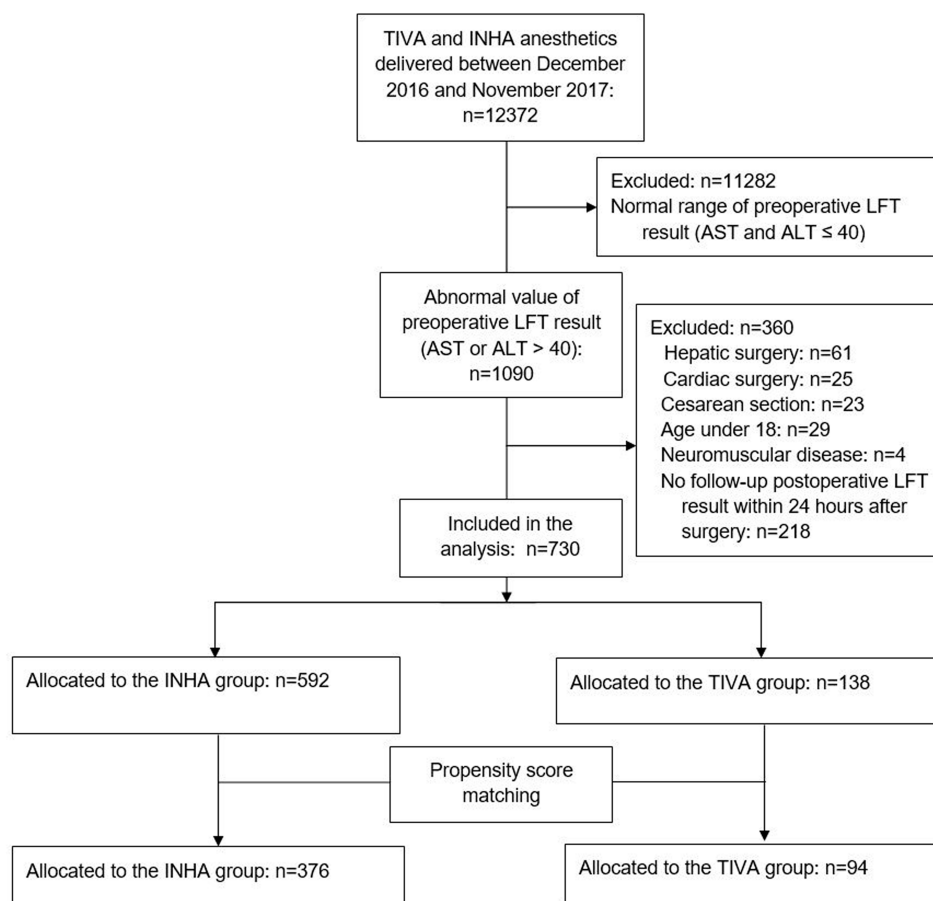 TIVA and INHA anesthetics
delivered between December
2016 and November 2017:
n=12372
Excluded: n=11282
Normal range of preoperative LFT
result (AST and ALT ≤ 40)
Abnormal value of
preoperative LFT result
(AST or ALT > 40):
n=1090
Excluded: n=360
Hepatic surgery: n=61
Cardiac surgery: n=25
Cesarean section: n=23
Age under 18: n=29
Neuromuscular disease: n=4
No follow-up postoperative LFT
result within 24 hours after
surgery: n=218
Included in the
analysis: n=730
Allocated to the INHA group: n=592
Allocated to the TIVA group: n=138
Propensity score
matching
Allocated to the INHA group: n=376
Allocated to the TIVA group: n=94